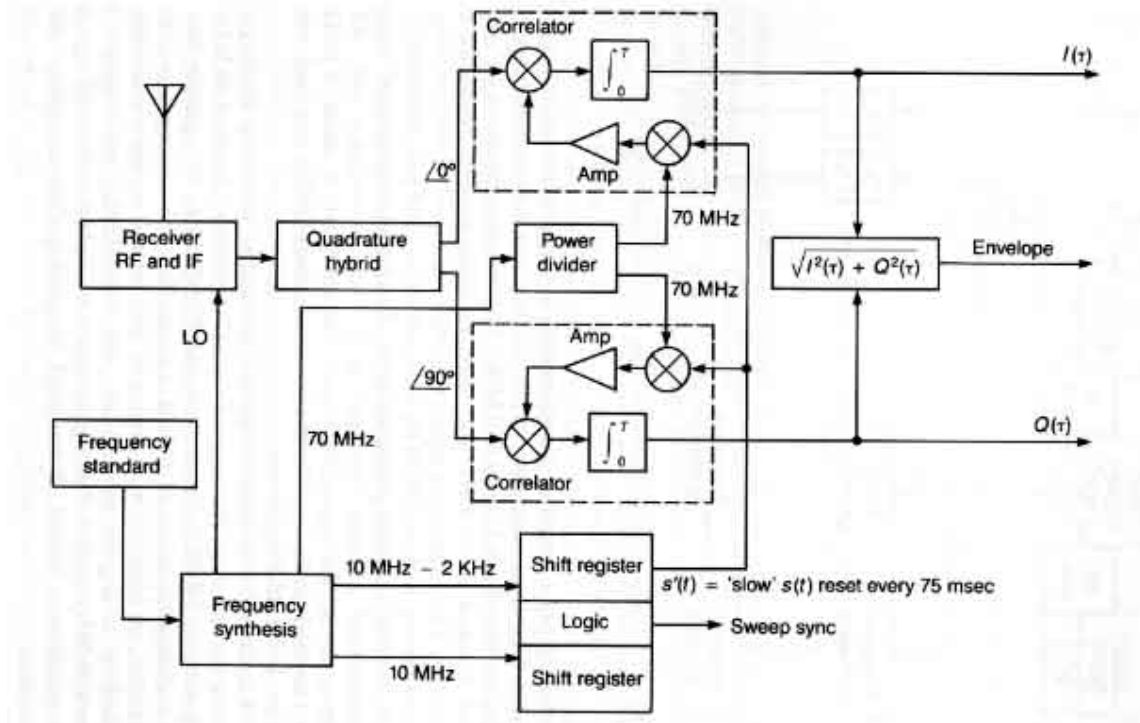 Correlator
I(τ)
∫₀ᵀ
Amp
∠0°
70 MHz
Receiver
RF and IF
Quadrature
hybrid
Power
divider
√I²(τ) + Q²(τ)
Envelope
70 MHz
LO
Amp
∠90°
70 MHz
Frequency
standard
∫₀ᵀ
Q(τ)
Correlator
10 MHz – 2 KHz
Shift register
s'(t) = 'slow' s(t) reset every 75 msec
Frequency
synthesis
Logic
Sweep sync
10 MHz
Shift register